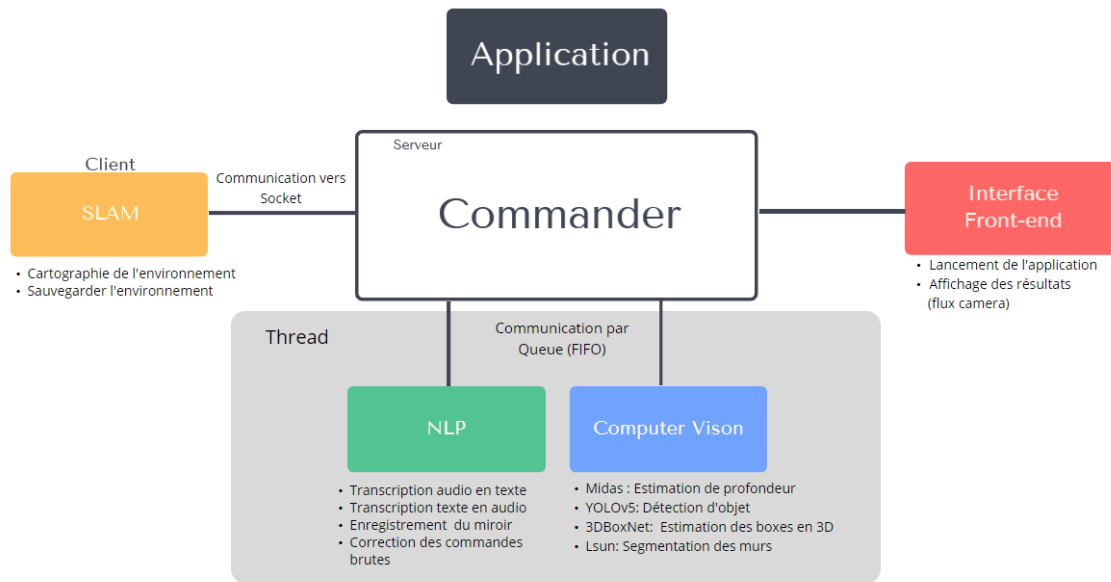 Application
Serveur
Commander
Client
SLAM
Communication vers
Socket
• Cartographie de l'environnement
• Sauvegarder l'environnement
Interface
Front-end
• Lancement de l'application
• Affichage des résultats
(flux camera)
Thread
Communication par
Queue (FIFO)
NLP
• Transcription audio en texte
• Transcription texte en audio
• Enregistrement du miroir
• Correction des commandes
brutes
Computer Vison
• Midas : Estimation de profondeur
• YOLOv5: Détection d'objet
• 3DBoxNet: Estimation des boxes en 3D
• Lsun: Segmentation des murs